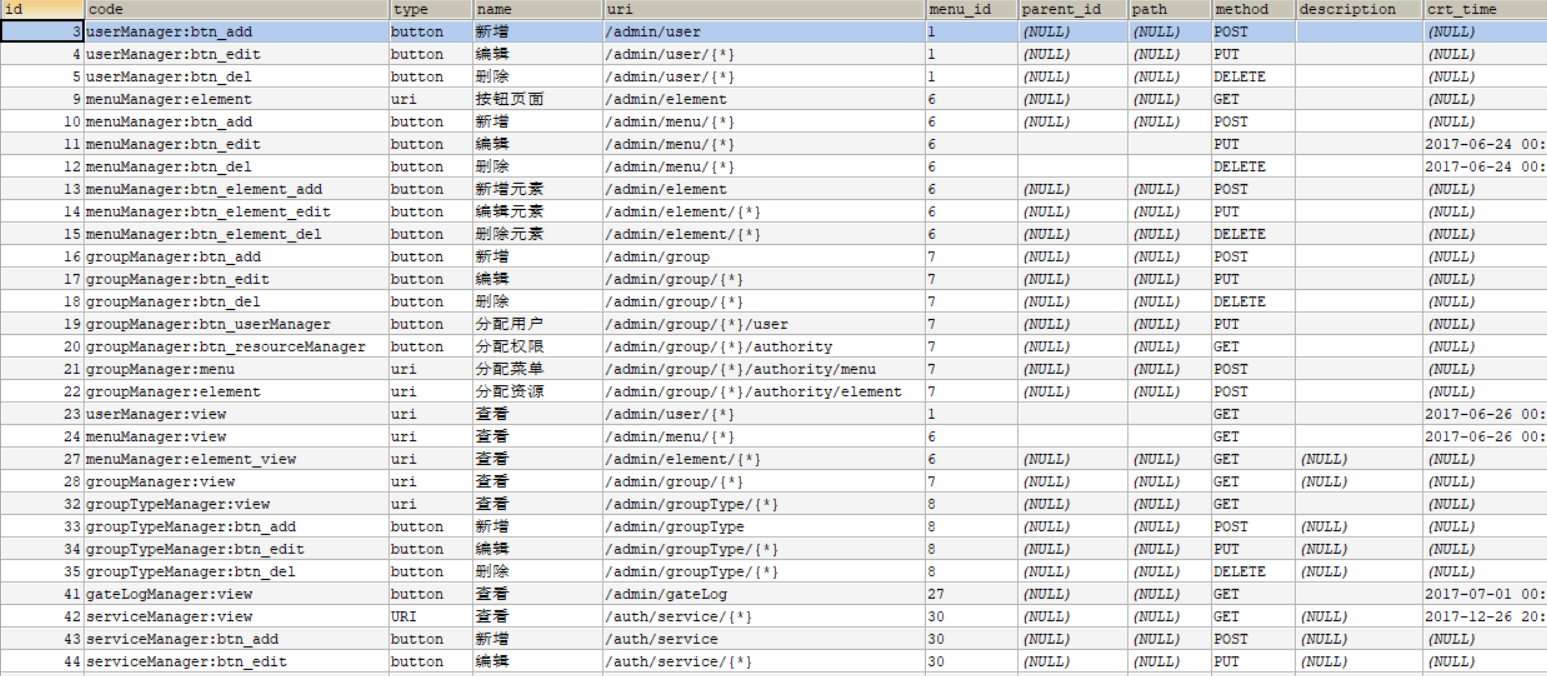 id code type name uri menu_id parent_id path method description crt_time
3 userManager:btn_add button 新增 /admin/user 1 (NULL) (NULL) POST (NULL)
4 userManager:btn_edit button 编辑 /admin/user/{*} 1 (NULL) (NULL) PUT (NULL)
5 userManager:btn_del button 删除 /admin/user/{*} 1 (NULL) (NULL) DELETE (NULL)
9 menuManager:element uri 按钮页面 /admin/element 6 (NULL) (NULL) GET (NULL)
10 menuManager:btn_add button 新增 /admin/menu/{*} 6 (NULL) (NULL) POST (NULL)
11 menuManager:btn_edit button 编辑 /admin/menu/{*} 6 PUT 2017-06-24 00:
12 menuManager:btn_del button 删除 /admin/menu/{*} 6 DELETE 2017-06-24 00:
13 menuManager:btn_element_add button 新增元素 /admin/element 6 (NULL) (NULL) POST (NULL)
14 menuManager:btn_element_edit button 编辑元素 /admin/element/{*} 6 (NULL) (NULL) PUT (NULL)
15 menuManager:btn_element_del button 删除元素 /admin/element/{*} 6 (NULL) (NULL) DELETE (NULL)
16 groupManager:btn_add button 新增 /admin/group 7 (NULL) (NULL) POST (NULL)
17 groupManager:btn_edit button 编辑 /admin/group/{*} 7 (NULL) (NULL) PUT (NULL)
18 groupManager:btn_del button 删除 /admin/group/{*} 7 (NULL) (NULL) DELETE (NULL)
19 groupManager:btn_userManager button 分配用户 /admin/group/{*}/user 7 (NULL) (NULL) PUT (NULL)
20 groupManager:btn_resourceManager button 分配权限 /admin/group/{*}/authority 7 (NULL) (NULL) GET (NULL)
21 groupManager:menu uri 分配菜单 /admin/group/{*}/authority/menu 7 (NULL) (NULL) POST (NULL)
22 groupManager:element uri 分配资源 /admin/group/{*}/authority/element 7 (NULL) (NULL) POST (NULL)
23 userManager:view uri 查看 /admin/user/{*} 1 GET 2017-06-26 00:
24 menuManager:view uri 查看 /admin/menu/{*} 6 GET 2017-06-26 00:
27 menuManager:element_view uri 查看 /admin/element/{*} 6 (NULL) (NULL) GET (NULL) (NULL)
28 groupManager:view uri 查看 /admin/group/{*} 7 (NULL) (NULL) GET (NULL) (NULL)
32 groupTypeManager:view uri 查看 /admin/groupType/{*} 8 (NULL) (NULL) GET (NULL)
33 groupTypeManager:btn_add button 新增 /admin/groupType 8 (NULL) (NULL) POST (NULL) (NULL)
34 groupTypeManager:btn_edit button 编辑 /admin/groupType/{*} 8 (NULL) (NULL) PUT (NULL) (NULL)
35 groupTypeManager:btn_del button 删除 /admin/groupType/{*} 8 (NULL) (NULL) DELETE (NULL) (NULL)
41 gateLogManager:view button 查看 /admin/gateLog 27 (NULL) (NULL) GET 2017-07-01 00:
42 serviceManager:view URI 查看 /auth/service/{*} 30 (NULL) (NULL) GET (NULL) 2017-12-26 20:
43 serviceManager:btn_add button 新增 /auth/service 30 (NULL) (NULL) POST (NULL) (NULL)
44 serviceManager:btn_edit button 编辑 /auth/service/{*} 30 (NULL) (NULL) PUT (NULL) (NULL)